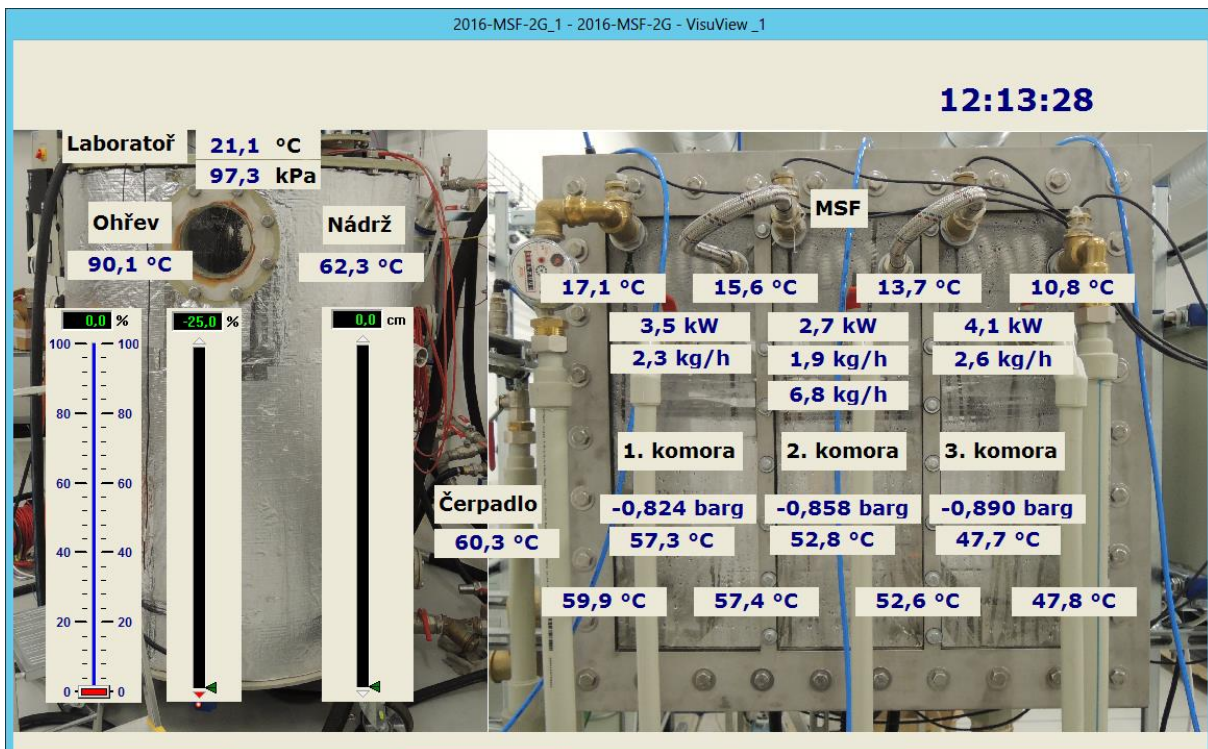 2016-MSF-2G_1 - 2016-MSF-2G - VisuView _1
12:13:28
Laboratoř 21,1 °C
97,3 kPa
Ohřev
Nádrž
MSF
90,1 °C
62,3 °C
17,1 °C 15,6 °C 13,7 °C 10,8 °C
0,0 %
-25,0 %
0,0 cm
3,5 kW 2,7 kW 4,1 kW
2,3 kg/h 1,9 kg/h 2,6 kg/h
6,8 kg/h
100 100
80 80
60 60
40 40
20 20
0 0
1. komora 2. komora 3. komora
Čerpadlo
-0,824 barg -0,858 barg -0,890 barg
60,3 °C 57,3 °C 52,8 °C 47,7 °C
59,9 °C 57,4 °C 52,6 °C 47,8 °C